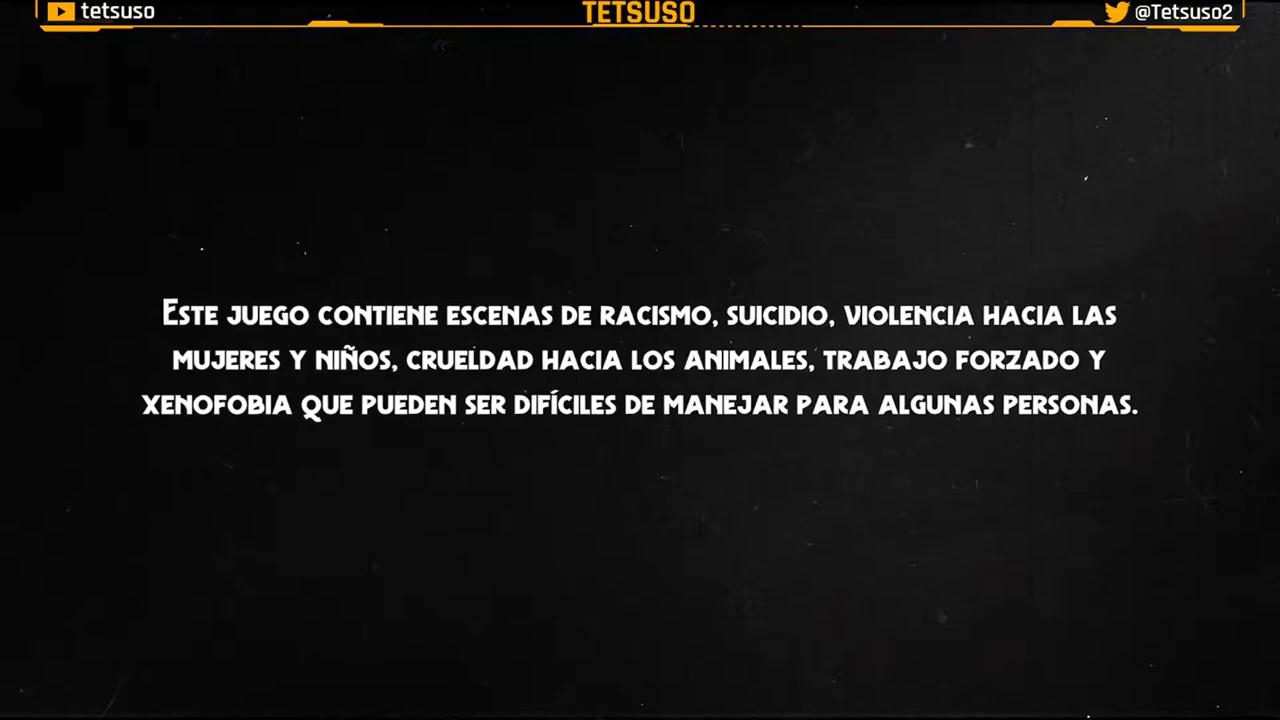 tetsuso
TETSUSO
@Tetsuso2
Este juego contiene escenas de racismo, suicidio, violencia hacia las
mujeres y niños, crueldad hacia los animales, trabajo forzado y
xenofobia que pueden ser difíciles de manejar para algunas personas.